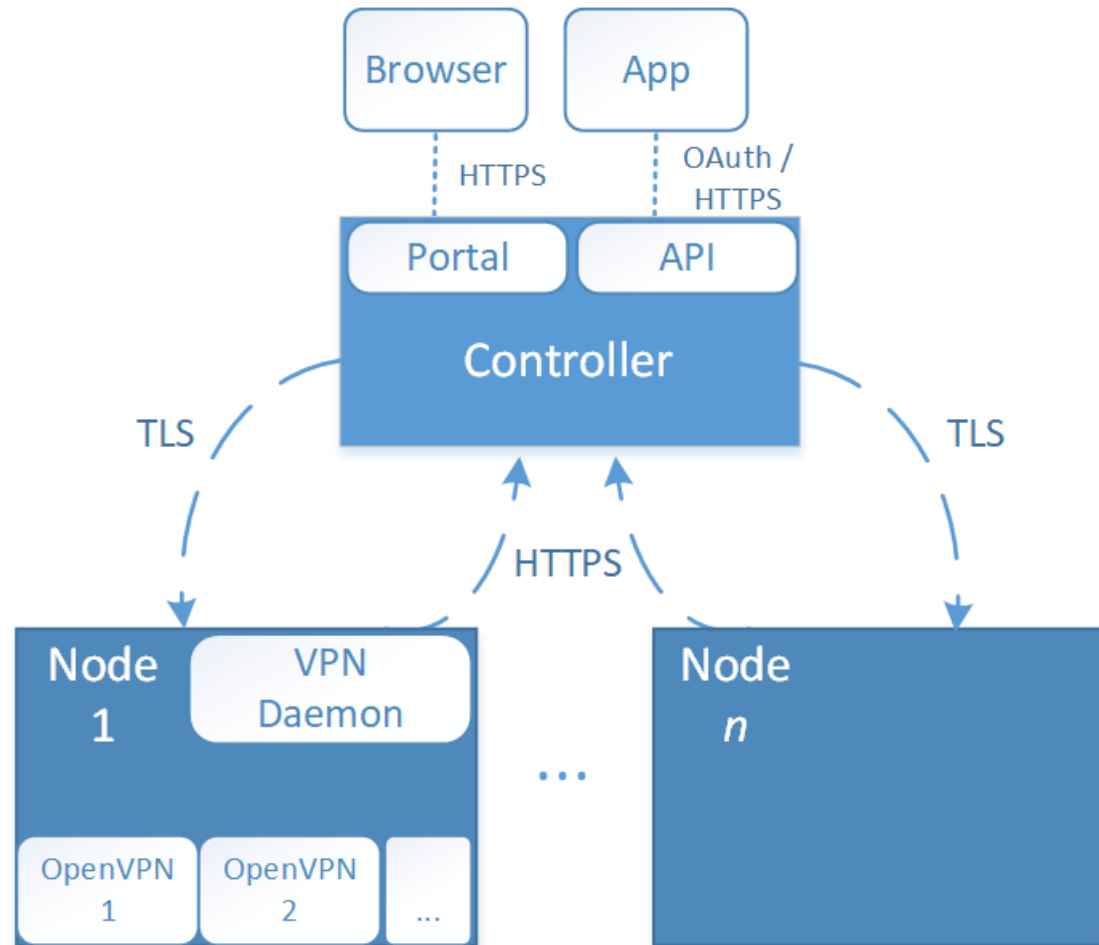 Browser
App
HTTPS
OAuth /
HTTPS
Portal
API
Controller
TLS
TLS
HTTPS
Node
1
VPN
Daemon
Node
n
...
OpenVPN
1
OpenVPN
2
...